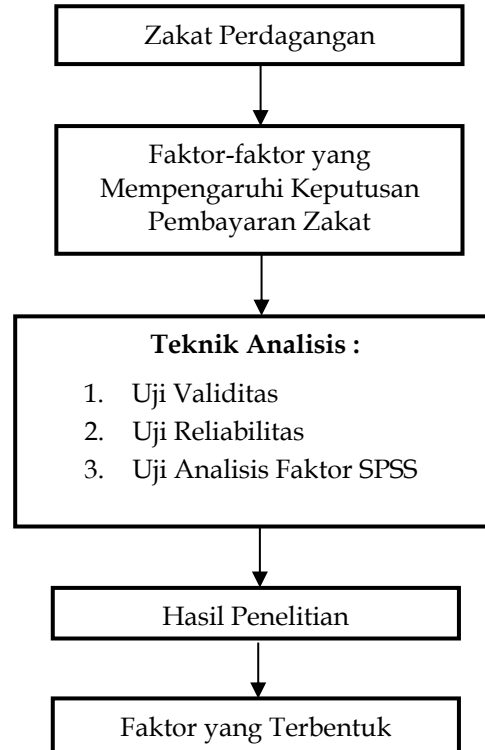 Zakat Perdagangan
Faktor-faktor yang
Mempengaruhi Keputusan
Pembayaran Zakat
Teknik Analisis :
1. Uji Validitas
2. Uji Reliabilitas
3. Uji Analisis Faktor SPSS
Hasil Penelitian
Faktor yang Terbentuk